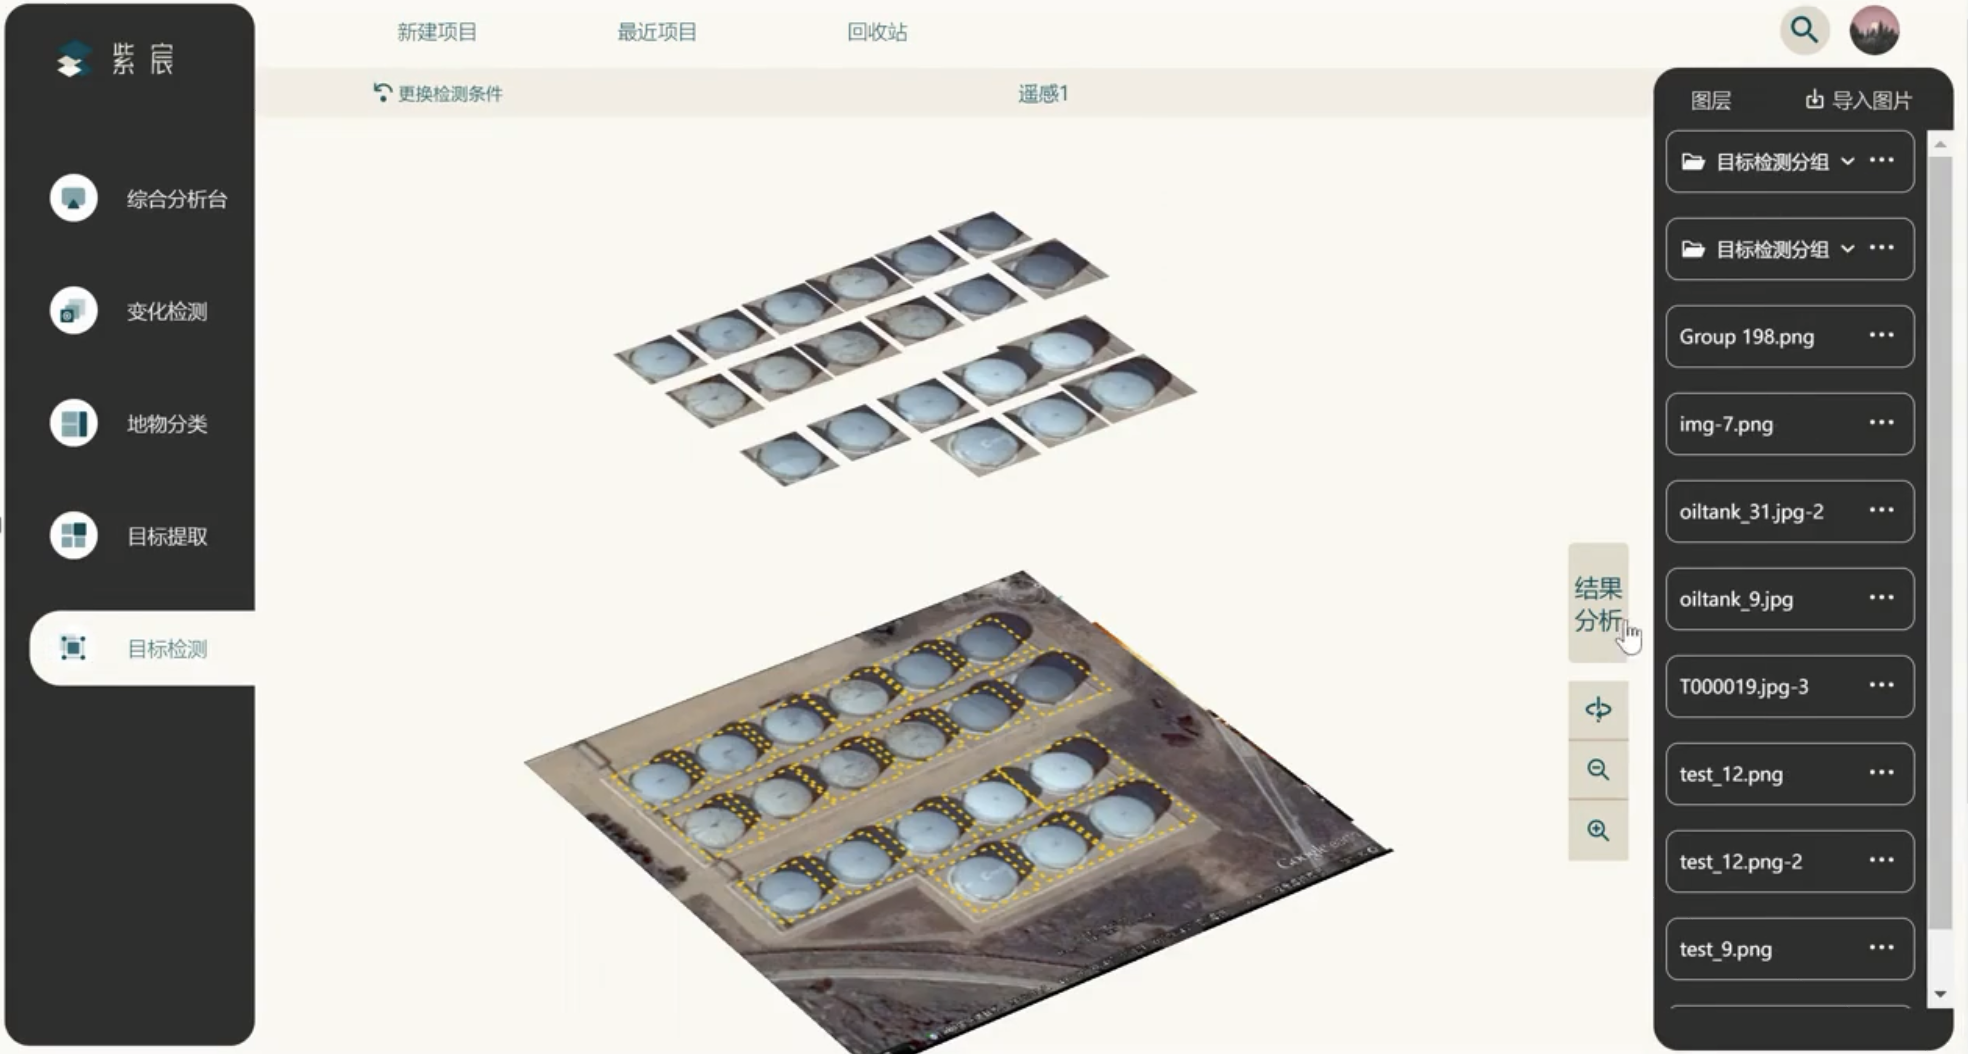 紫宸
新建项目
最近项目
回收站
更换检测条件
遥感1
综合分析台
变化检测
地物分类
目标提取
目标检测
结果
分析
图层
导入图片
目标检测分组
目标检测分组
Group 198.png
img-7.png
oiltank_31.jpg-2
oiltank_9.jpg
T000019.jpg-3
test_12.png
test_12.png-2
test_9.png
Google